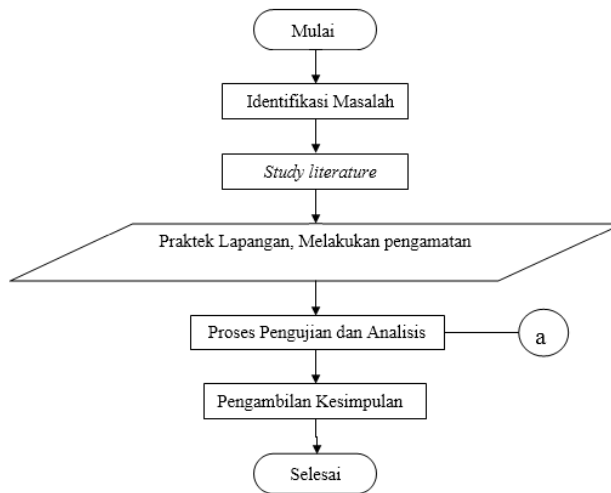 Mulai
Identifikasi Masalah
Study literature
Praktek Lapangan, Melakukan pengamatan
Proses Pengujian dan Analisis
a
Pengambilan Kesimpulan
Selesai